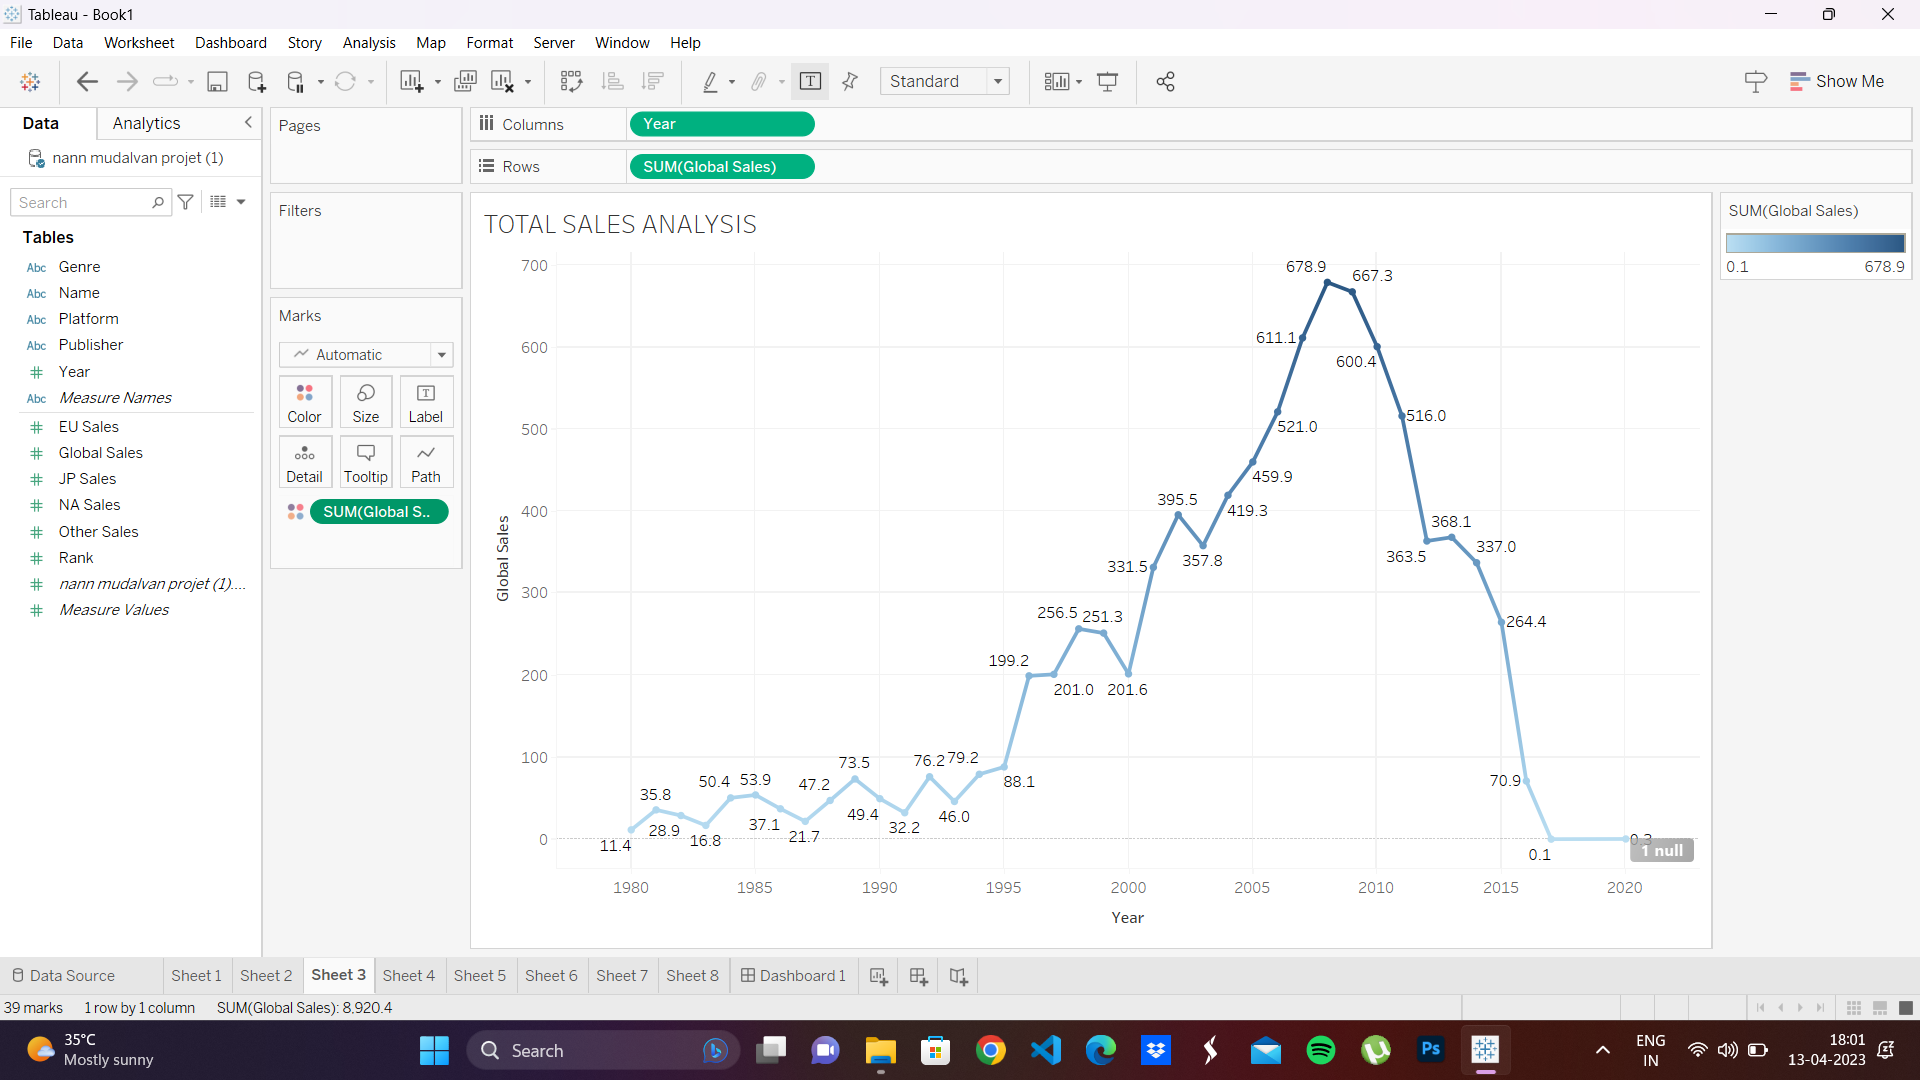 Tableau - Book1
File Data Worksheet Dashboard Story Analysis Map Format Server Window Help
Standard
Show Me
Data Analytics
nann mudalvan projet (1)
Search
Tables
Abc Genre
Abc Name
Abc Platform
Abc Publisher
# Year
Abc Measure Names
# EU Sales
# Global Sales
# JP Sales
# NA Sales
# Other Sales
# Rank
# nann mudalvan projet (1)....
# Measure Values
Pages
Filters
Marks
Automatic
Color Size Label
Detail Tooltip Path
SUM(Global S..
Columns Year
Rows SUM(Global Sales)
TOTAL SALES ANALYSIS
Global Sales
700
600
500
400
300
200
100
0
11.4
35.8
28.9
16.8
50.4
53.9
37.1
21.7
47.2
73.5
49.4
32.2
76.2
46.0
79.2
88.1
199.2
201.0
256.5
251.3
201.6
331.5
395.5
357.8
419.3
459.9
521.0
611.1
678.9
667.3
600.4
516.0
363.5
368.1
337.0
264.4
70.9
0.1
0.3
1 null
1980 1985 1990 1995 2000 2005 2010 2015 2020
Year
SUM(Global Sales)
0.1 678.9
Data Source Sheet 1 Sheet 2 Sheet 3 Sheet 4 Sheet 5 Sheet 6 Sheet 7 Sheet 8 Dashboard 1
39 marks 1 row by 1 column SUM(Global Sales): 8,920.4
35°C
Mostly sunny
Search
Ps
ENG
IN
18:01
13-04-2023